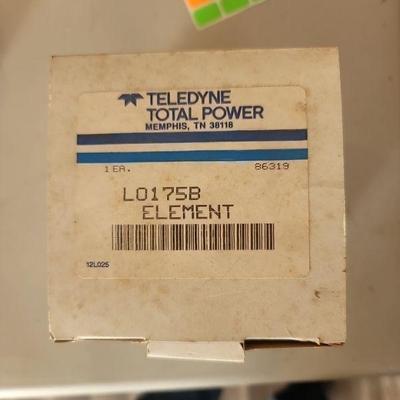 TELEDYNE
TOTAL POWER
MEMPHIS, TN 38118
1 EA. 86319
L0175B
ELEMENT
12L025